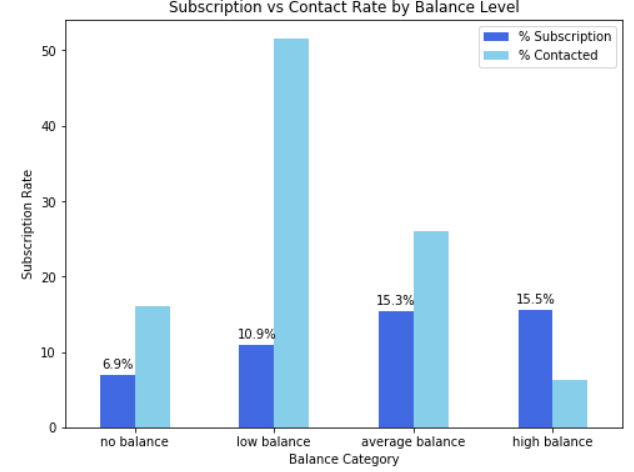 Subscription vs Contact Rate by Balance Level
% Subscription
% Contacted
50
40
30
20
10
0
6.9%
10.9%
15.3%
15.5%
no balance
low balance
average balance
high balance
Subscription Rate
Balance Category